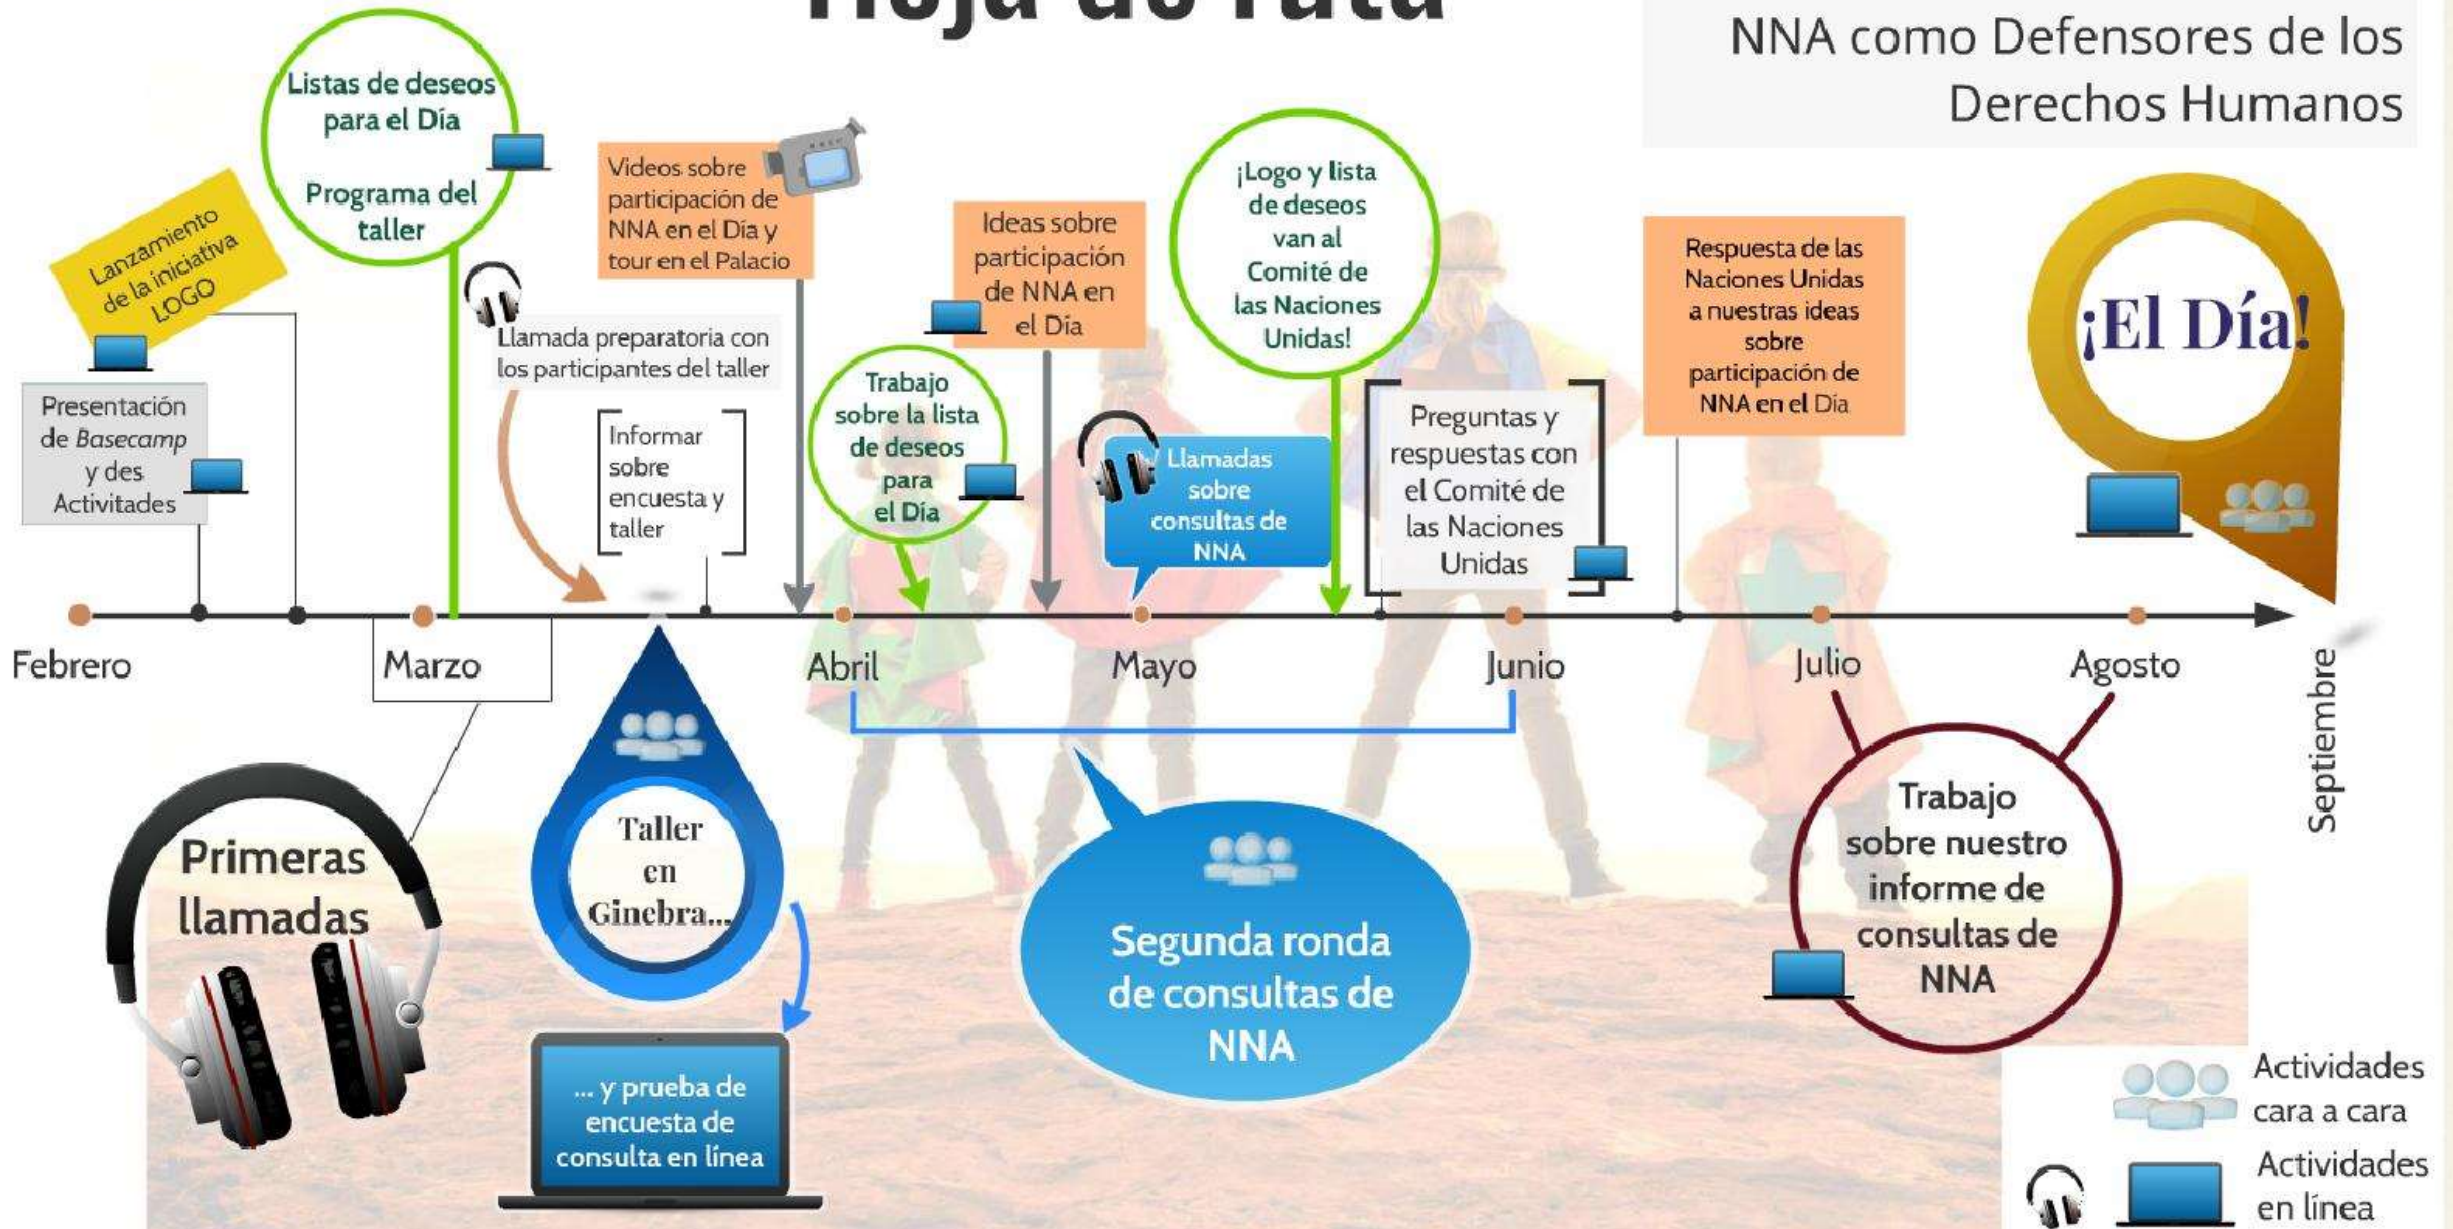 Hoja de ruta
NNA como Defensores de los
Derechos Humanos
Listas de deseos
para el Día
Programa del
taller
Lanzamiento
de la iniciativa
LOGO
Presentación
de Basecamp
y des
Activitades
Llamada preparatoria con
los participantes del taller
Videos sobre
participación de
NNA en el Día y
tour en el Palacio
Informar
sobre
encuesta y
taller
Trabajo
sobre la lista
de deseos
para
el Día
Ideas sobre
participación
de NNA en
el Día
Llamadas
sobre
consultas de
NNA
¡Logo y lista
de deseos
van al
Comité de
las Naciones
Unidas!
Preguntas y
respuestas con
el Comité de
las Naciones
Unidas
Respuesta de las
Naciones Unidas
a nuestras ideas
sobre
participación de
NNA en el Día
¡El Día!
Febrero
Marzo
Abril
Mayo
Junio
Julio
Agosto
Septiembre
Primeras
llamadas
Taller
en
Ginebra...
... y prueba de
encuesta de
consulta en línea
Segunda ronda
de consultas de
NNA
Trabajo
sobre nuestro
informe de
consultas de
NNA
Actividades
cara a cara
Actividades
en línea